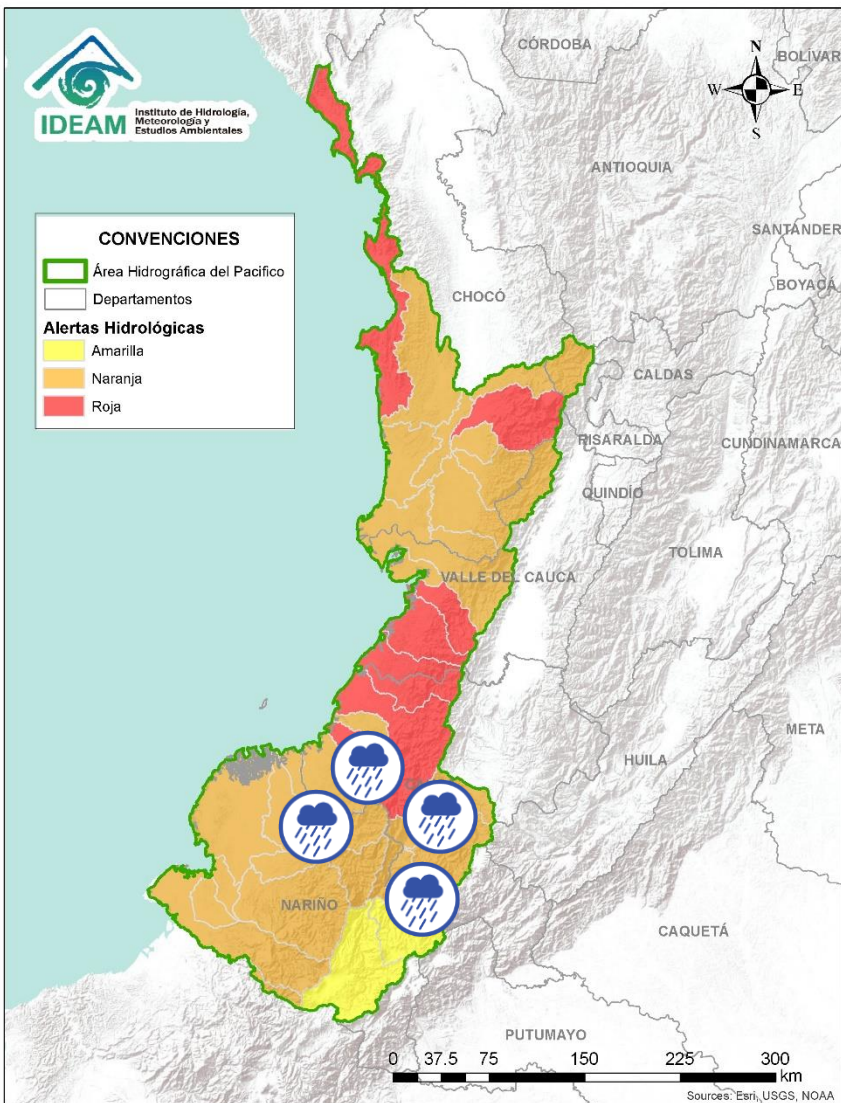 IDEAM
Instituto de Hidrología,
Meteorología y
Estudios Ambientales
N
W
E
S
CÓRDOBA
BOLÍVAR
ANTIOQUIA
SANTANDER
BOYACÁ
CHOCÓ
CALDAS
RISARALDA
CUNDINAMARCA
QUINDÍO
TOLIMA
VALLE DEL CAUCA
META
HUILA
NARIÑO
CAQUETÁ
PUTUMAYO
CONVENCIONES
Área Hidrográfica del Pacifico
Departamentos
Alertas Hidrológicas
Amarilla
Naranja
Roja
0 37.5 75 150 225 300
km
Sources: Esri, USGS, NOAA